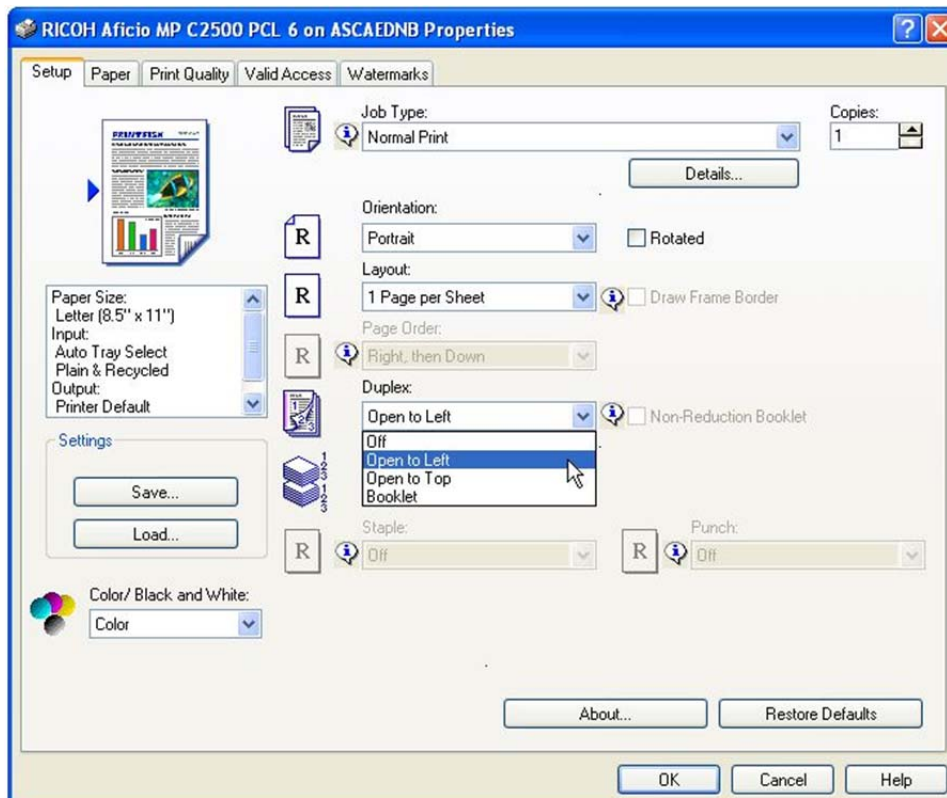 RICOH Aficio MP C2500 PCL 6 on ASCAEDNB Properties
Setup Paper Print Quality Valid Access Watermarks
Job Type:
Normal Print
Copies:
1
Details...
PRINTFISH
Orientation:
R
Portrait
Rotated
Layout:
R
1 Page per Sheet
Draw Frame Border
Paper Size:
Letter (8.5" x 11")
Input:
Auto Tray Select
Plain & Recycled
Output:
Printer Default
Page Order:
R
Right, then Down
Duplex:
Open to Left
Non-Reduction Booklet
Off
Open to Left
Open to Top
Booklet
Settings
Save...
Load...
Staple:
R
Off
Punch:
R
Off
Color/ Black and White:
Color
About...
Restore Defaults
OK
Cancel
Help